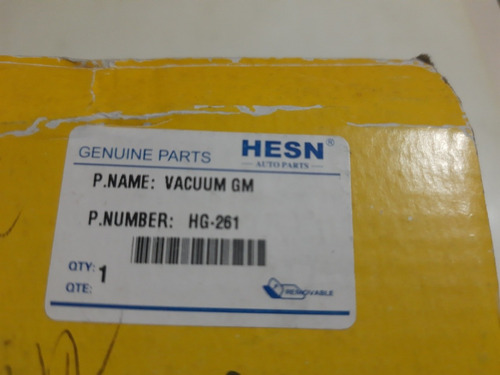 GENUINE PARTS
HESN®
AUTO PARTS
P.NAME: VACUUM GM
P.NUMBER: HG-261
QTY: 1
QTE:
REMOVABLE